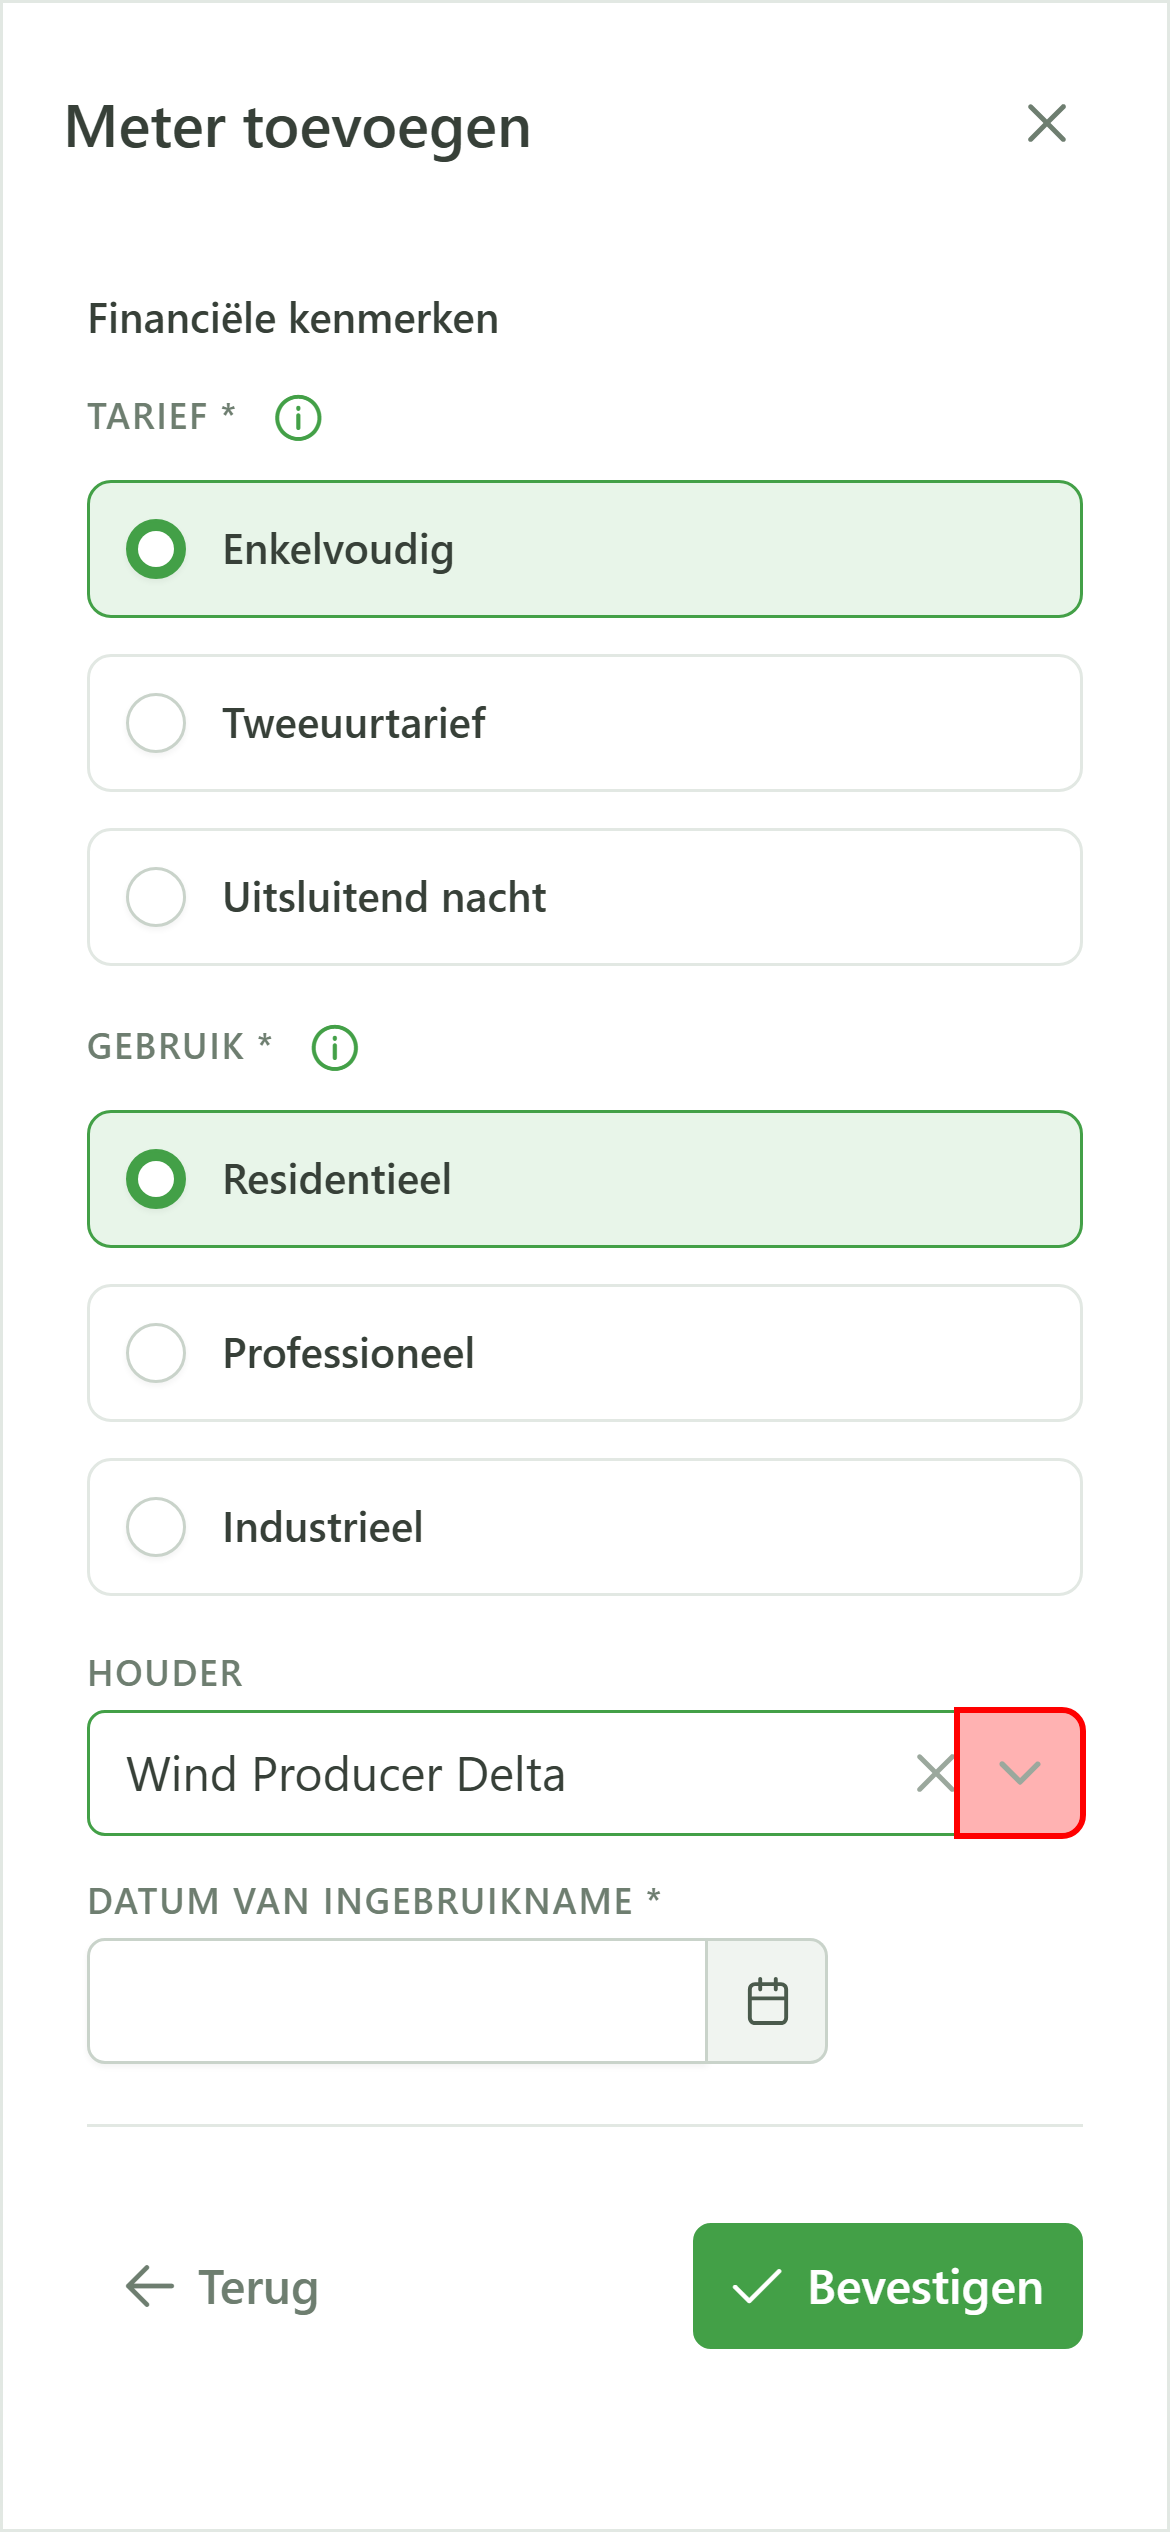 Meter toevoegen
Financiële kenmerken
TARIEF *
Enkelvoudig
Tweeuurtarief
Uitsluitend nacht
GEBRUIK *
Residentieel
Professioneel
Industrieel
HOUDER
Wind Producer Delta
DATUM VAN INGEBRUIKNAME *
Terug
Bevestigen